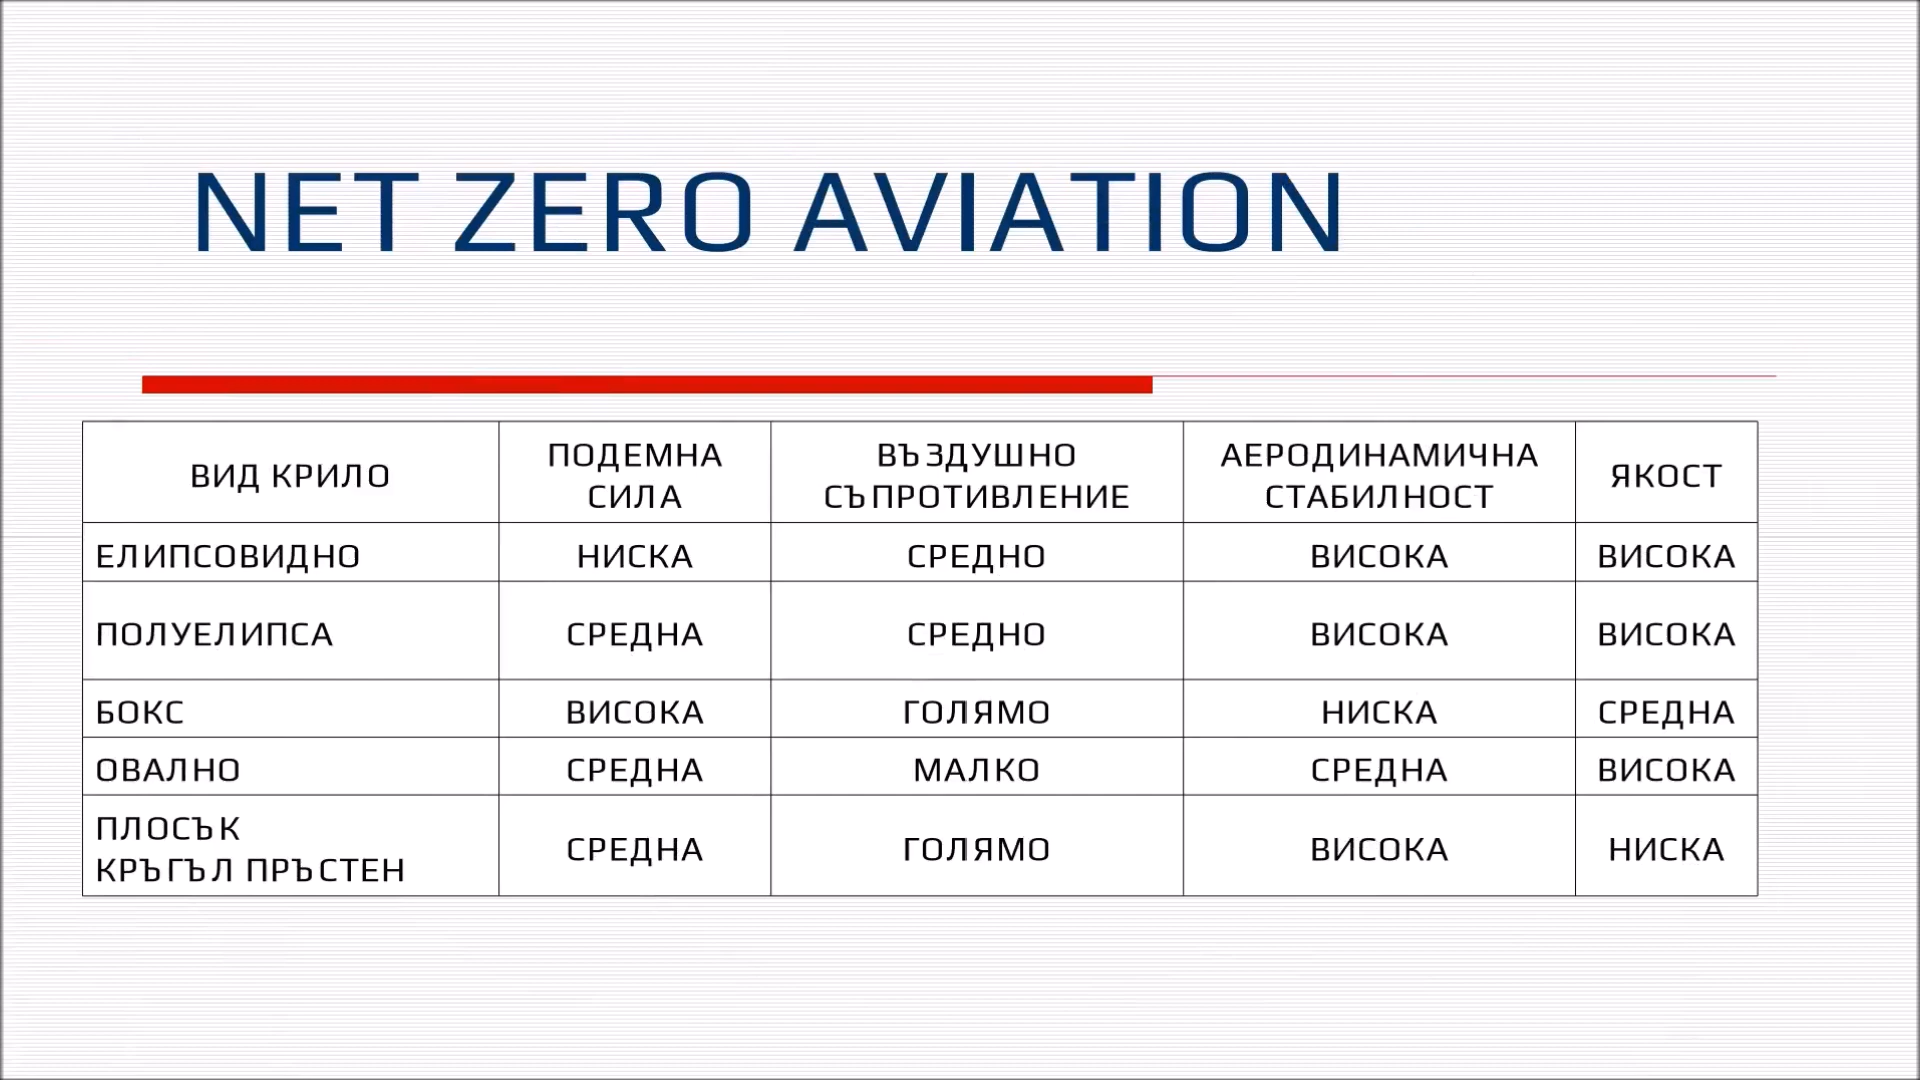 NET ZERO AVIATION
ВИД КРИЛО
ПОДЕМНА
СИЛА
ВЪЗДУШНО
СЪПРОТИВЛЕНИЕ
АЕРОДИНАМИЧНА
СТАБИЛНОСТ
ЯКОСТ
ЕЛИПСОВИДНО
НИСКА
СРЕДНО
ВИСОКА
ВИСОКА
ПОЛУЕЛИПСА
СРЕДНА
СРЕДНО
ВИСОКА
ВИСОКА
БОКС
ВИСОКА
ГОЛЯМО
НИСКА
СРЕДНА
ОВАЛНО
СРЕДНА
МАЛКО
СРЕДНА
ВИСОКА
ПЛОСЪК
КРЪГЪЛ ПРЪСТЕН
СРЕДНА
ГОЛЯМО
ВИСОКА
НИСКА